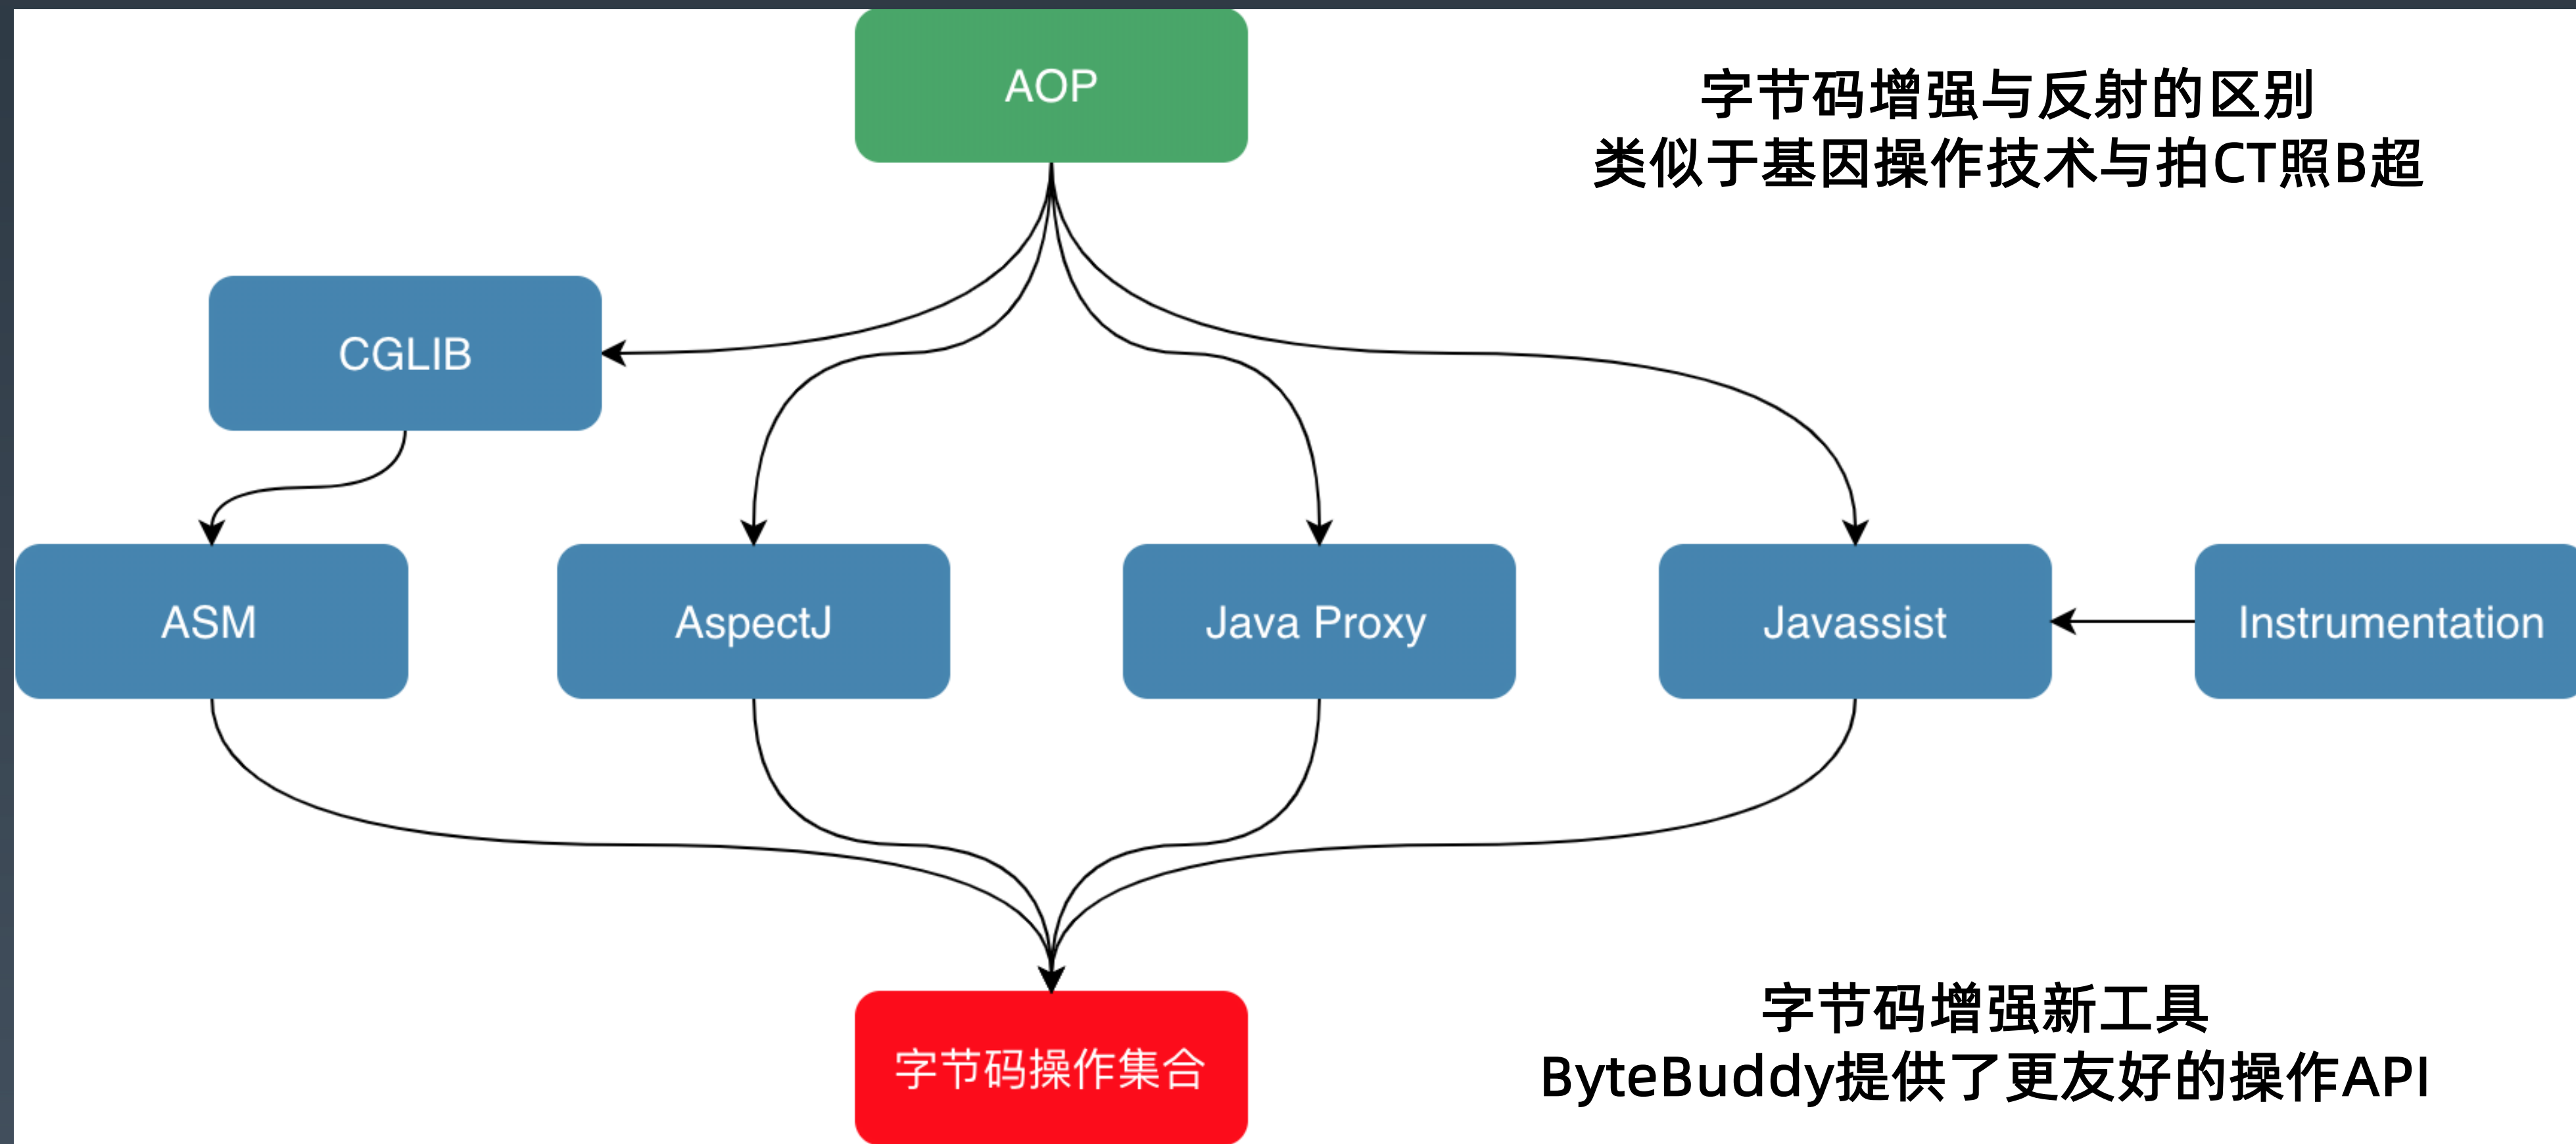 AOP
字节码增强与反射的区别
类似于基因操作技术与拍CT照B超
CGLIB
ASM
AspectJ
Java Proxy
Javassist
Instrumentation
字节码操作集合
字节码增强新工具
ByteBuddy提供了更友好的操作API